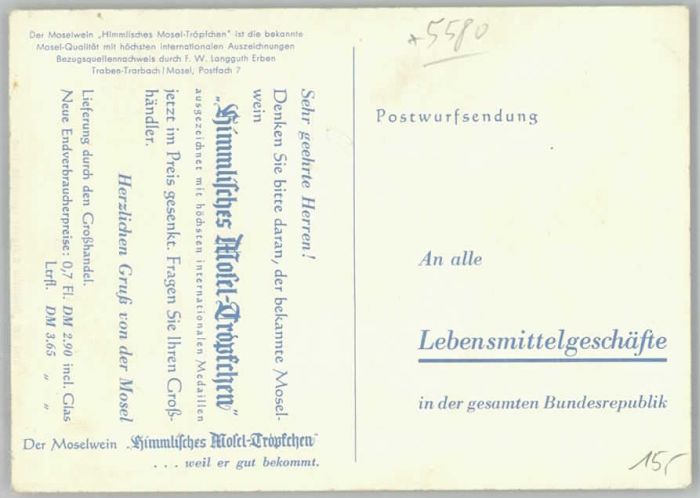 Der Moselwein „Himmlisches Mosel-Tröpfchen" ist die bekannte
Mosel-Qualität mit höchsten internationalen Auszeichnungen
Bezugsquellennachweis durch F. W. Langguth Erben
Traben-Trarbach/Mosel, Postfach 7
Sehr geehrte Herren!
Denken Sie bitte daran, der bekannte Mosel-
wein
„Himmlisches Mosel-Tröpfchen"
ausgezeichnet mit höchsten internationalen Medaillen
jetzt im Preis gesenkt. Fragen Sie Ihren Groß-
händler.
Herzlichen Gruß von der Mosel
Lieferung durch den Großhandel.
Neue Endverbraucherpreise: 0,7 Fl. DM 2.90 incl. Glas
Ltrfl. DM 3.65 " "
Der Moselwein „Himmlisches Mosel-Tröpfchen"
. . . weil er gut bekommt.
*5580
Postwurfsendung
An alle
Lebensmittelgeschäfte
in der gesamten Bundesrepublik
15,-